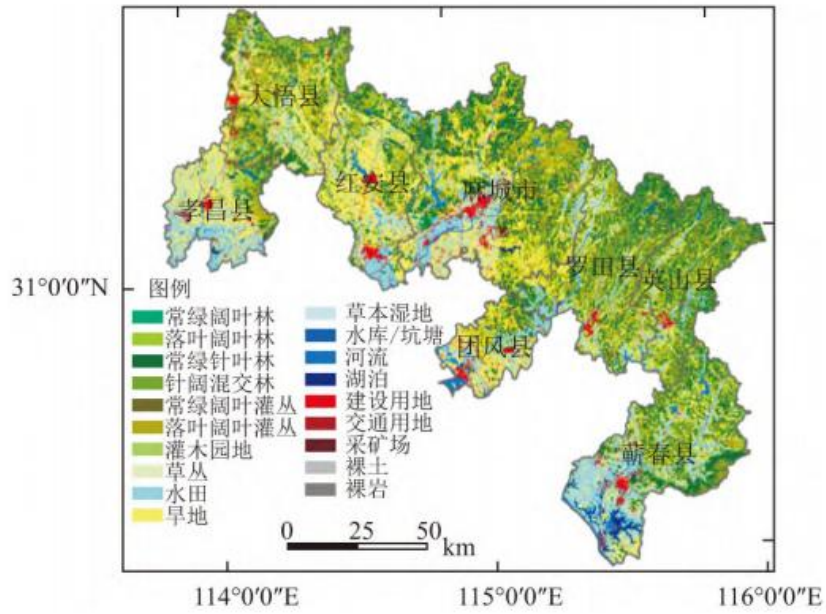 大悟县
红安县
麻城市
孝昌县
罗田县
英山县
团风县
蕲春县
31°0′0″N
图例
常绿阔叶林
落叶阔叶林
常绿针叶林
针阔混交林
常绿阔叶灌丛
落叶阔叶灌丛
灌木园地
草丛
水田
旱地
草本湿地
水库/坑塘
河流
湖泊
建设用地
交通用地
采矿场
裸土
裸岩
0 25 50
km
114°0′0″E 115°0′0″E 116°0′0″E